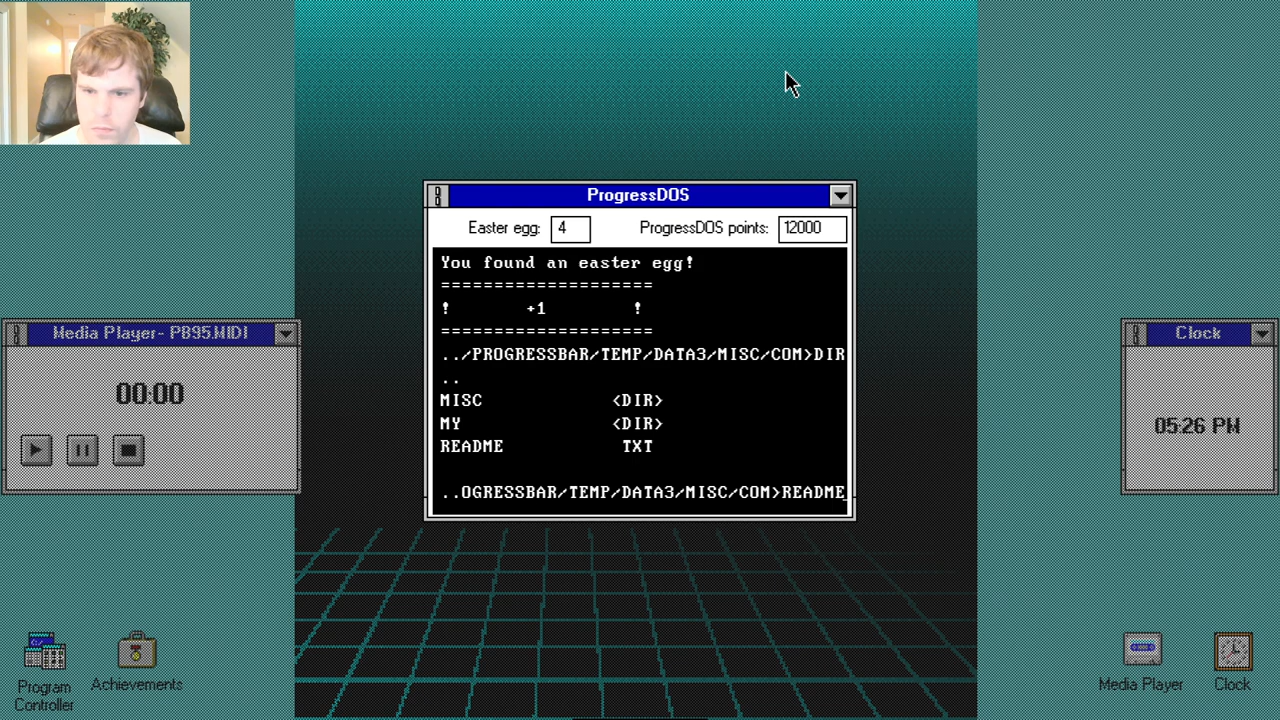 ProgressDOS
Easter egg: 4 ProgressDOS points: 12000
You found an easter egg!
====================
! +1 !
====================
../PROGRESSBAR/TEMP/DATA3/MISC/COM>DIR
..
MISC <DIR>
MY <DIR>
README TXT
..OGRESSBAR/TEMP/DATA3/MISC/COM>README_
Media Player- PB95.MIDI
00:00
Clock
05:26 PM
Program
Controller
Achievements
Media Player
Clock